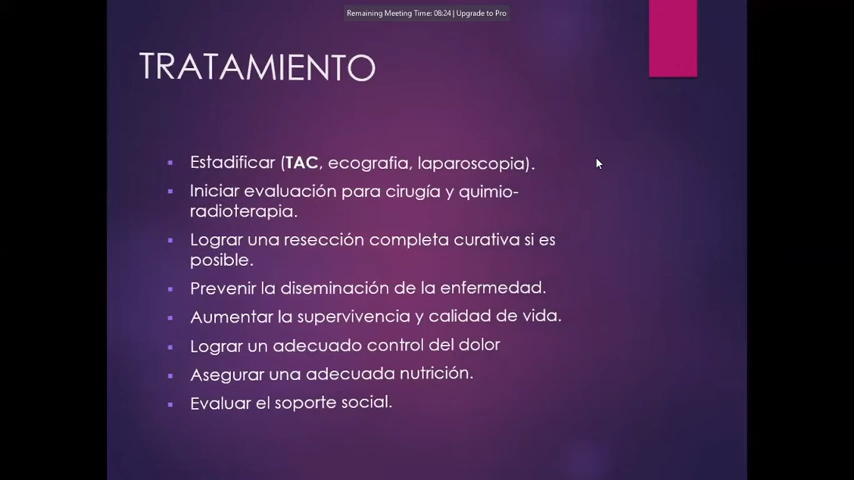 Remaining Meeting Time: 08:24 | Upgrade to Pro
TRATAMIENTO
Estadificar (TAC, ecografia, laparoscopia).
Iniciar evaluación para cirugía y quimio-
radioterapia.
Lograr una resección completa curativa si es
posible.
Prevenir la diseminación de la enfermedad.
Aumentar la supervivencia y calidad de vida.
Lograr un adecuado control del dolor
Asegurar una adecuada nutrición.
Evaluar el soporte social.